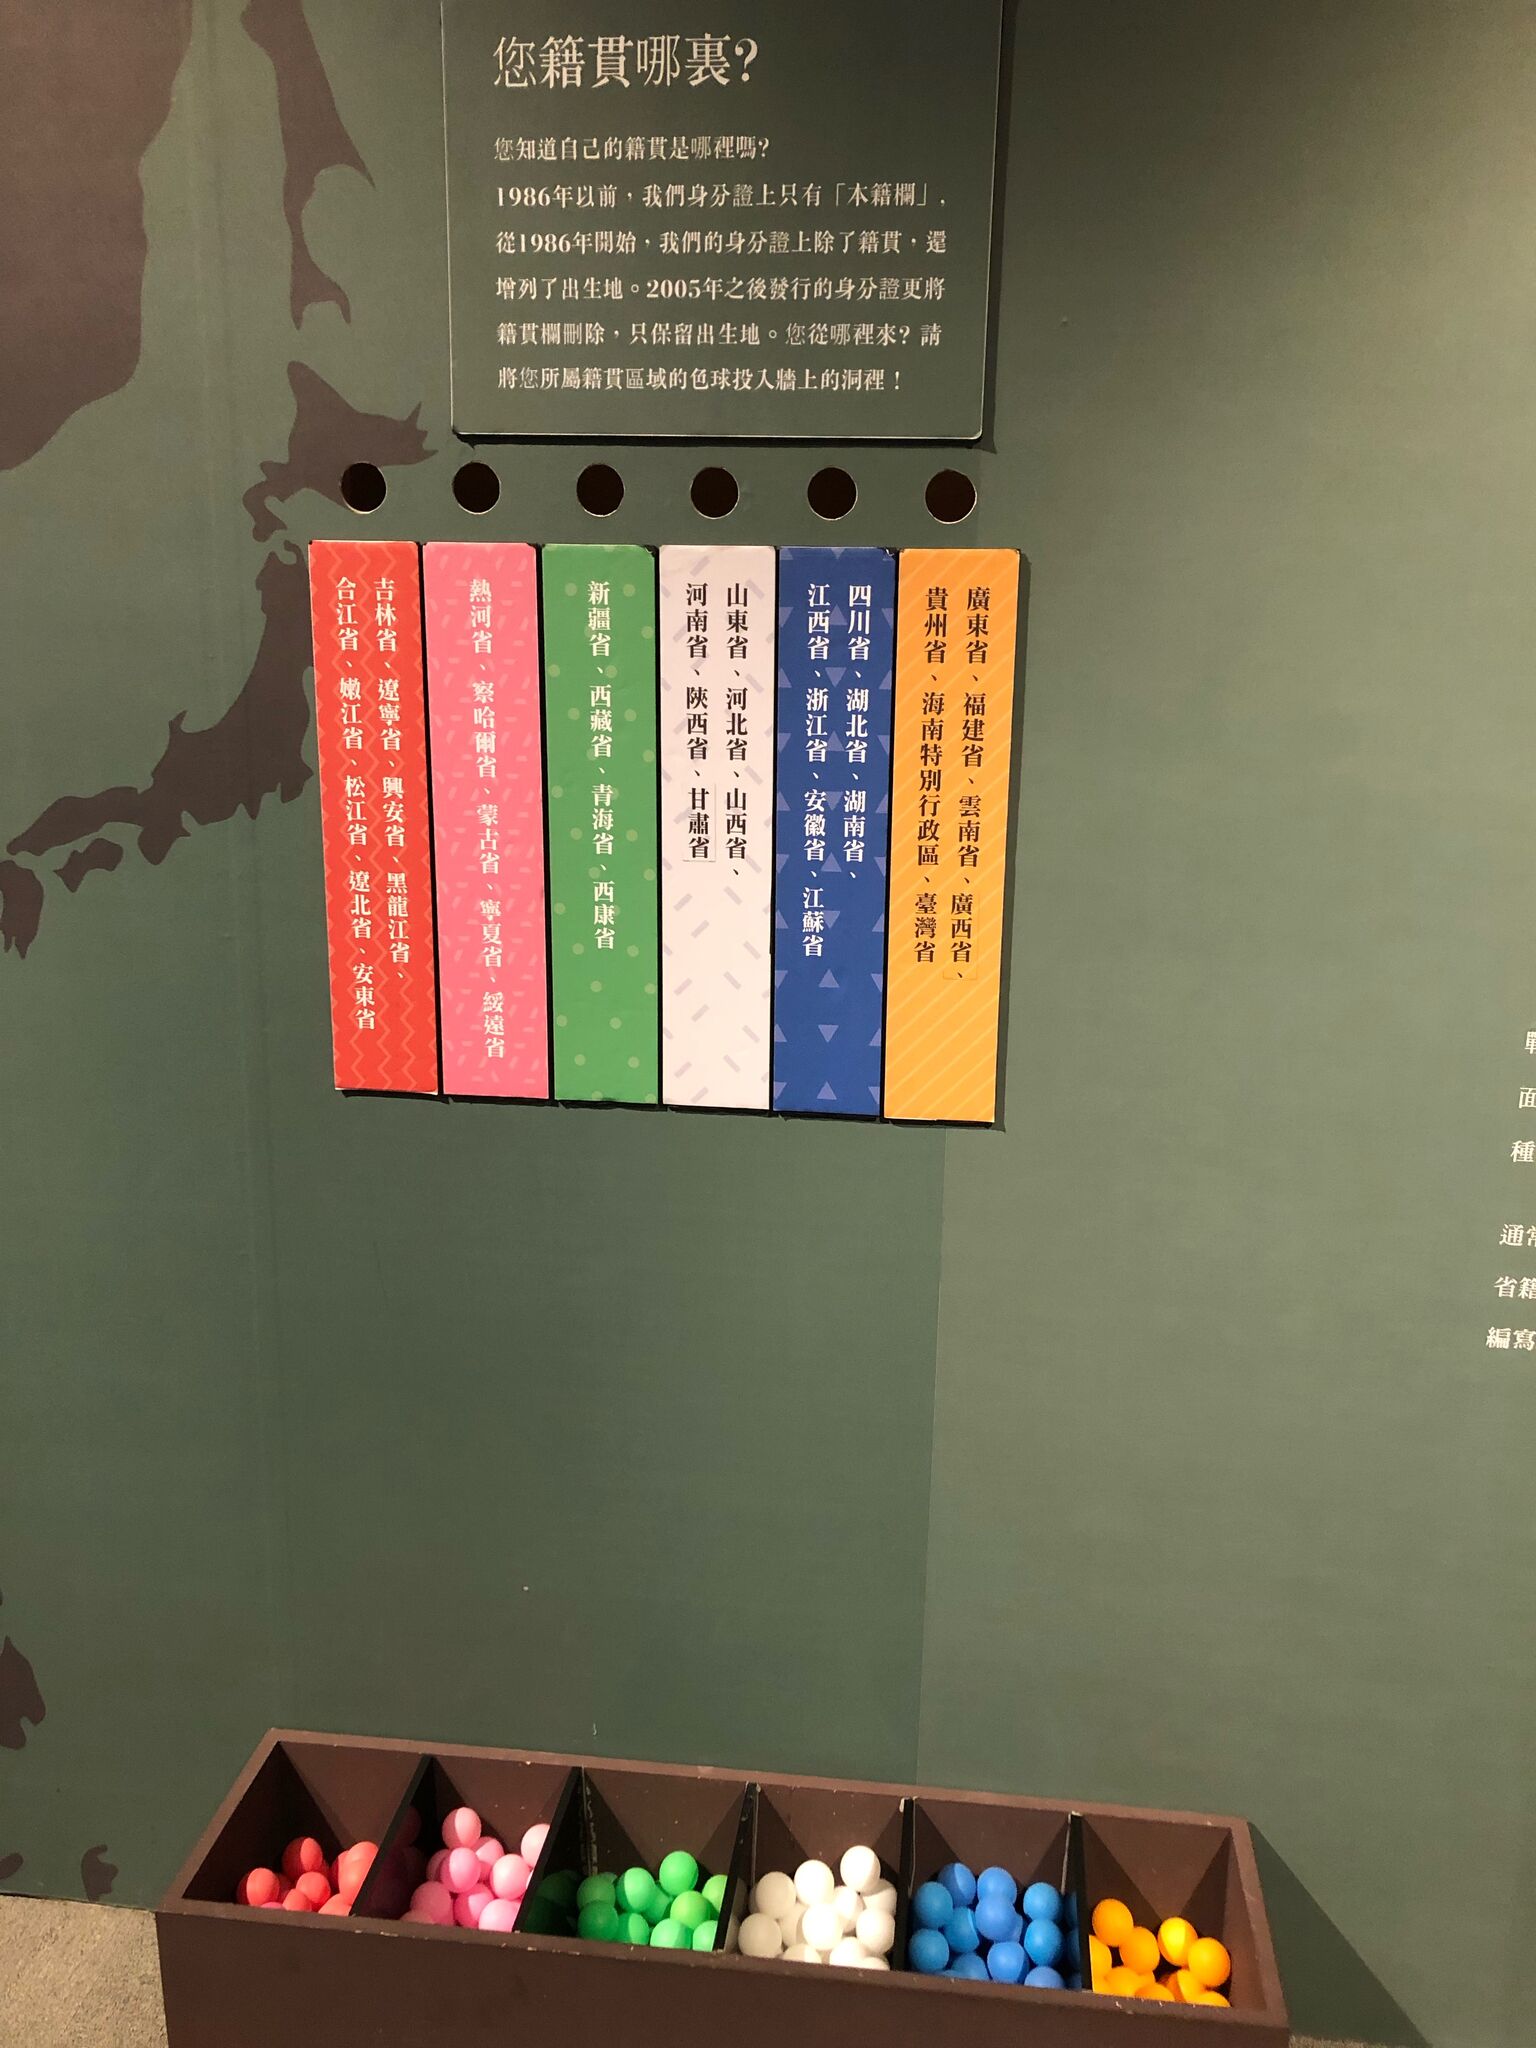 您籍貫哪裏?
您知道自己的籍貫是哪裡嗎?
1986年以前，我們身分證上只有「本籍欄」,
從1986年開始，我們的身分證上除了籍貫，還
增列了出生地。2005年之後發行的身分證更將
籍貫欄刪除，只保留出生地。您從哪裡來? 請
將您所屬籍貫區域的色球投入牆上的洞裡！
吉林省、遼寧省、興安省、黑龍江省、
合江省、嫩江省、松江省、遼北省、安東省
熱河省、察哈爾省、蒙古省、寧夏省、綏遠省
新疆省、西藏省、青海省、西康省
山東省、河北省、山西省、
河南省、陝西省、甘肅省
四川省、湖北省、湖南省、
江西省、浙江省、安徽省、江蘇省
廣東省、福建省、雲南省、廣西省、
貴州省、海南特別行政區、臺灣省
面
種
通常
省籍
編寫